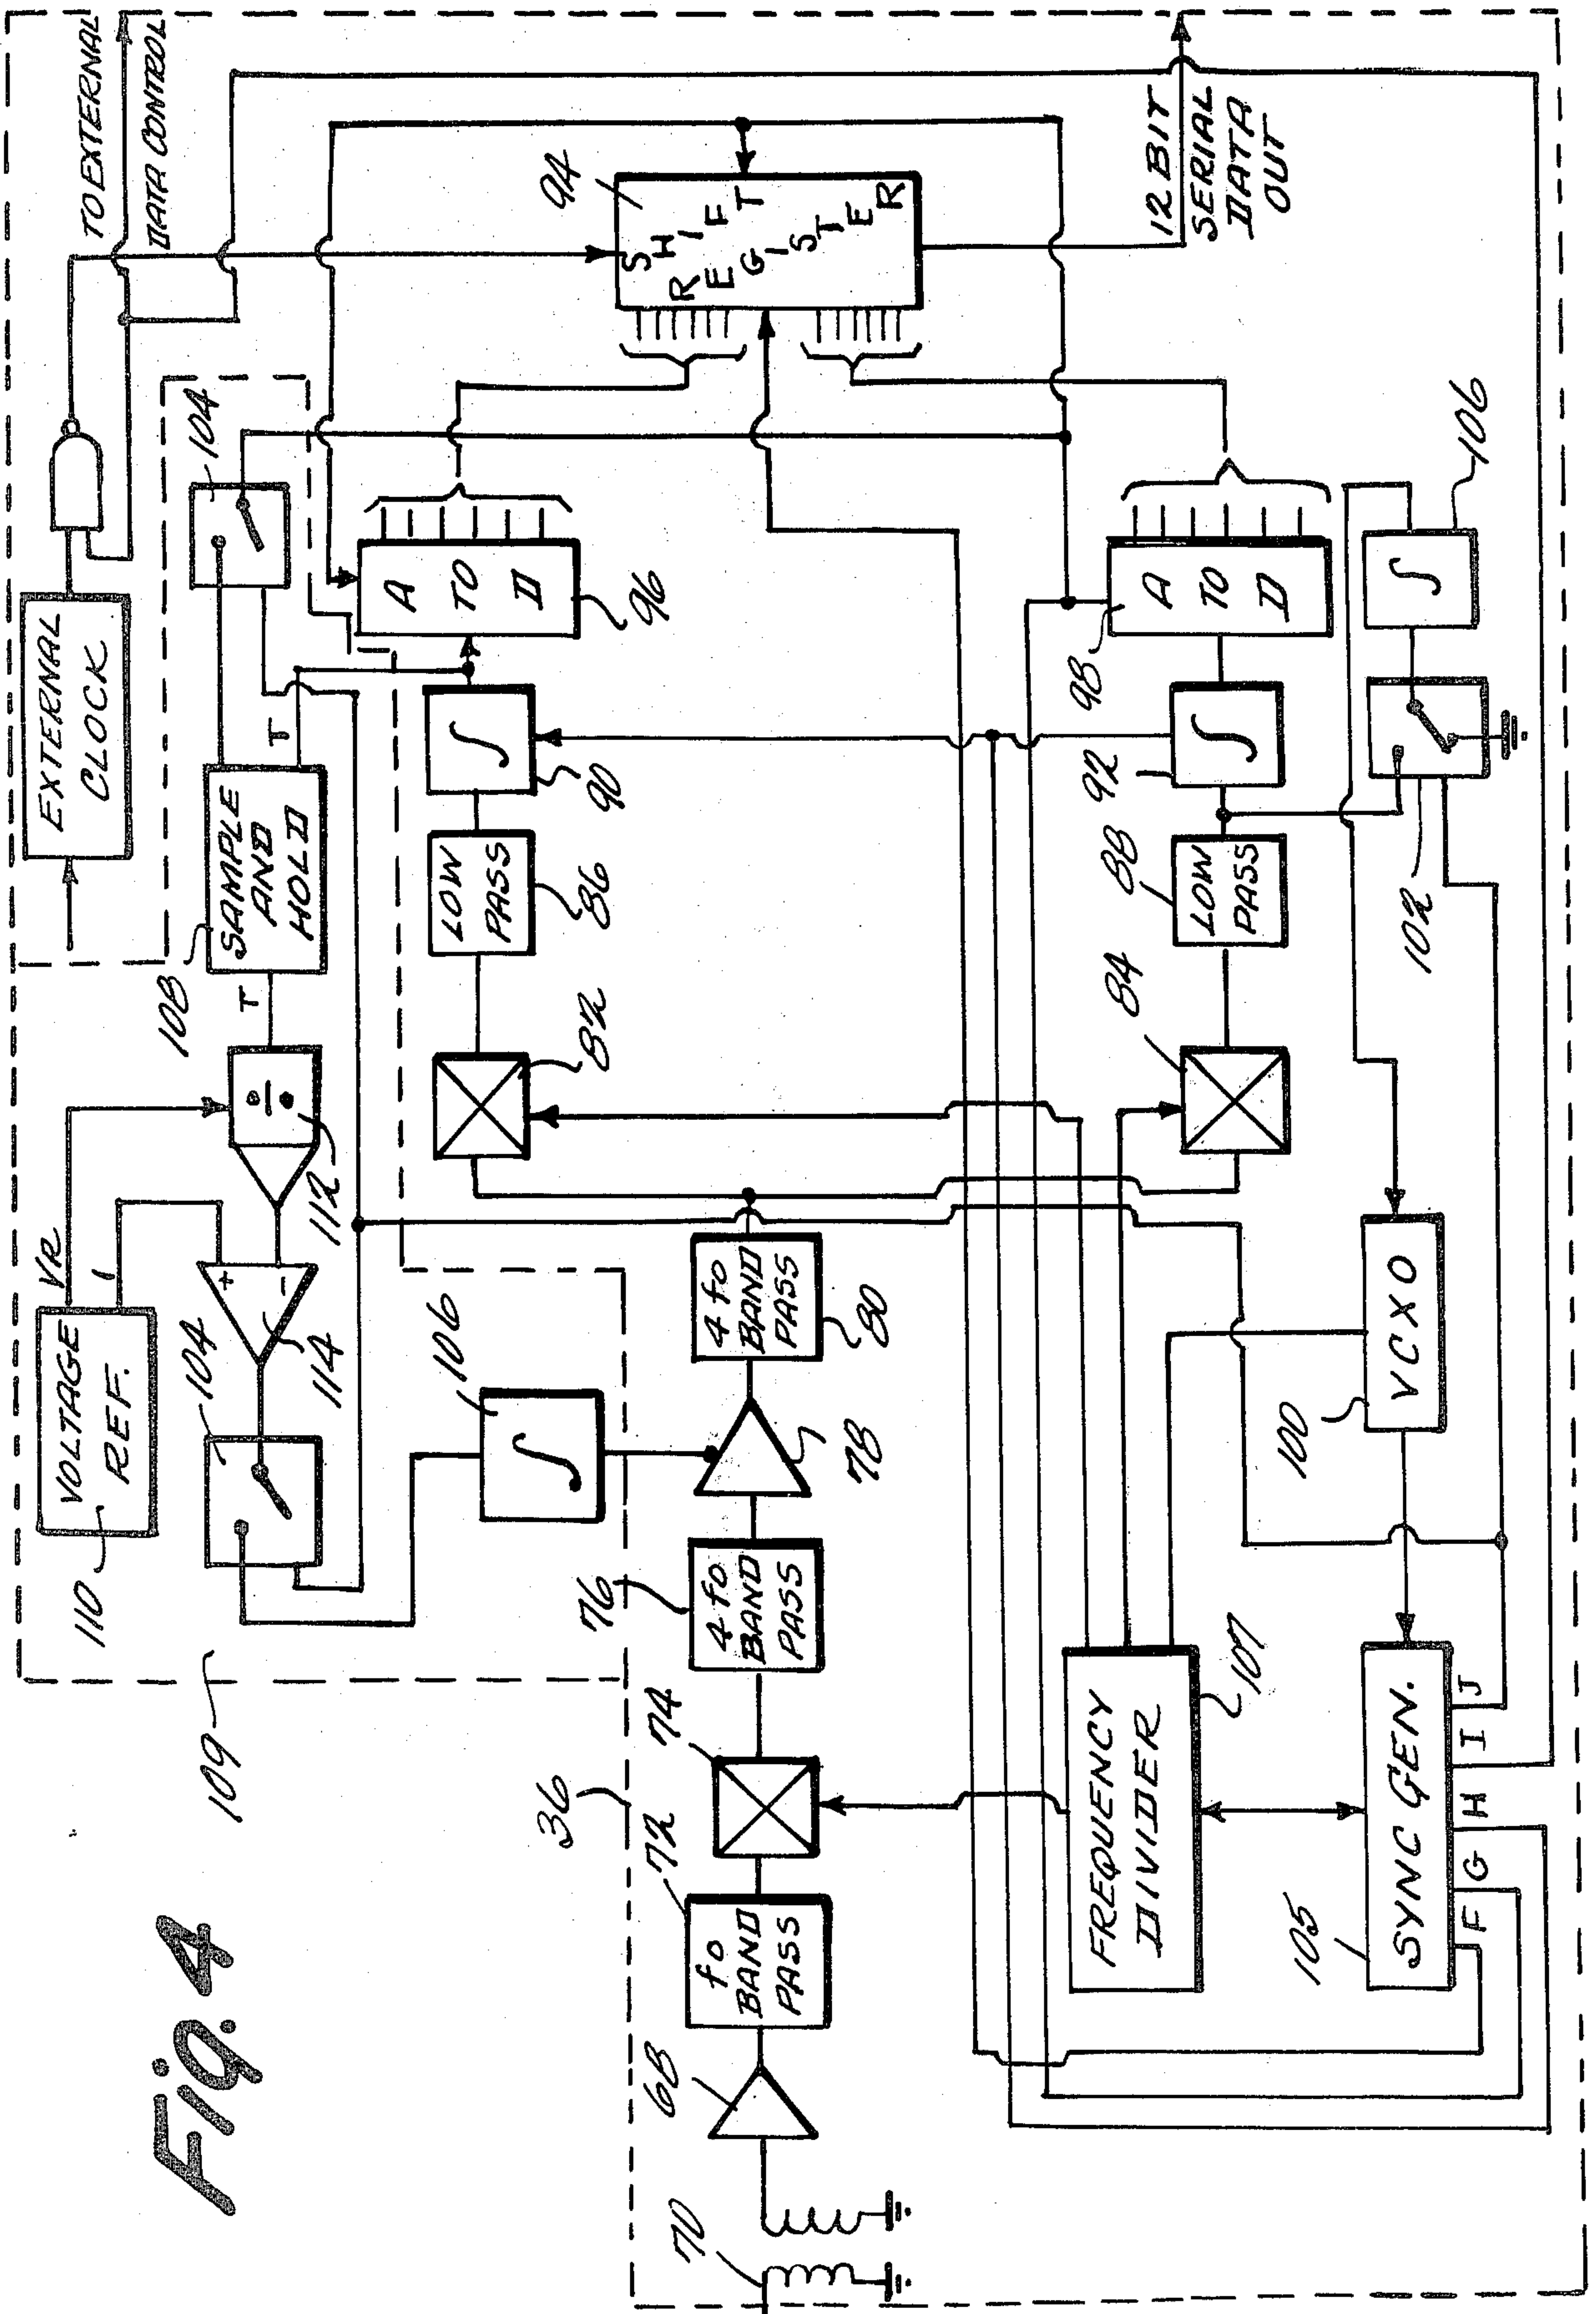 Fig. 4
70
68
fo
BAND
PASS
72
74
36
4 fo
BAND
PASS
76
78
4 fo
BAND
PASS
80
106
109
VOLTAGE
REF.
110
VR
1
104
114
+
−
÷
112
T
SAMPLE
AND
HOLD
108
T
104
EXTERNAL
CLOCK
TO EXTERNAL
DATA CONTROL
82
LOW
PASS
86
90
A
TO
D
96
SHIFT
REGISTER
94
12 BIT
SERIAL
DATA
OUT
84
LOW
PASS
88
92
A
TO
D
98
102
106
VCXO
100
FREQUENCY
DIVIDER
107
SYNC GEN.
105
F G H I J